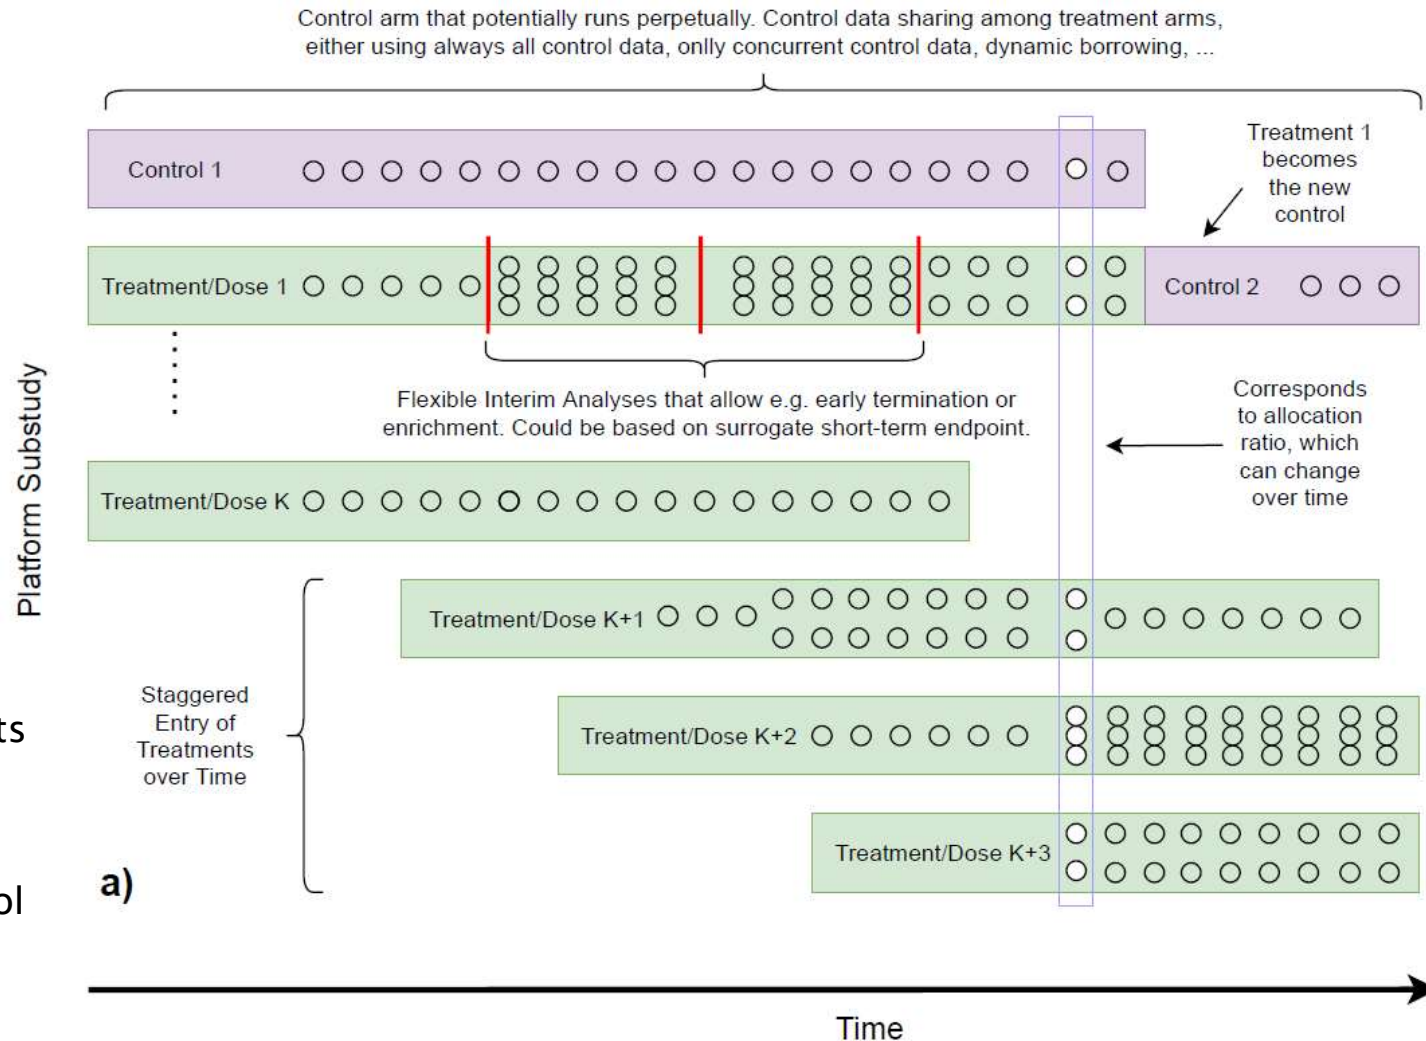 Control arm that potentially runs perpetually. Control data sharing among treatment arms,
either using always all control data, onlly concurrent control data, dynamic borrowing, ...
Control 1
Treatment 1
becomes
the new
control
Treatment/Dose 1
Control 2
Flexible Interim Analyses that allow e.g. early termination or
enrichment. Could be based on surrogate short-term endpoint.
Corresponds
to allocation
ratio, which
can change
over time
Platform Substudy
Treatment/Dose K
Treatment/Dose K+1
Staggered
Entry of
Treatments
over Time
ts
Treatment/Dose K+2
Treatment/Dose K+3
a)
ol
Time